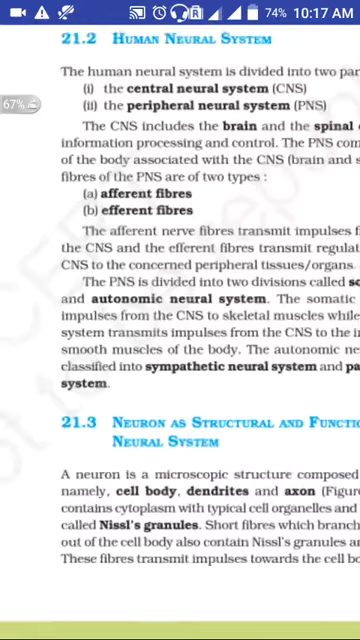 74% 10:17 AM
21.2 HUMAN NEURAL SYSTEM
67%
The human neural system is divided into two
(i) the central neural system (CNS)
(ii) the peripheral neural system (PNS)
The CNS includes the brain and the spinal
information processing and control. The PNS
of the body associated with the CNS (brain and
fibres of the PNS are of two types :
(a) afferent fibres
(b) efferent fibres
The afferent nerve fibres transmit impulses
the CNS and the efferent fibres transmit
CNS to the concerned peripheral tissues/organs.
The PNS is divided into two divisions called
and autonomic neural system. The somatic
impulses from the CNS to skeletal muscles while
system transmits impulses from the CNS to the
smooth muscles of the body. The autonomic
classified into sympathetic neural system and
system.
21.3 NEURON AS STRUCTURAL AND
NEURAL SYSTEM
A neuron is a microscopic structure composed
namely, cell body, dendrites and axon
contains cytoplasm with typical cell organelles and
called Nissl's granules. Short fibres which branch
out of the cell body also contain Nissl's granules
These fibres transmit impulses towards the cell